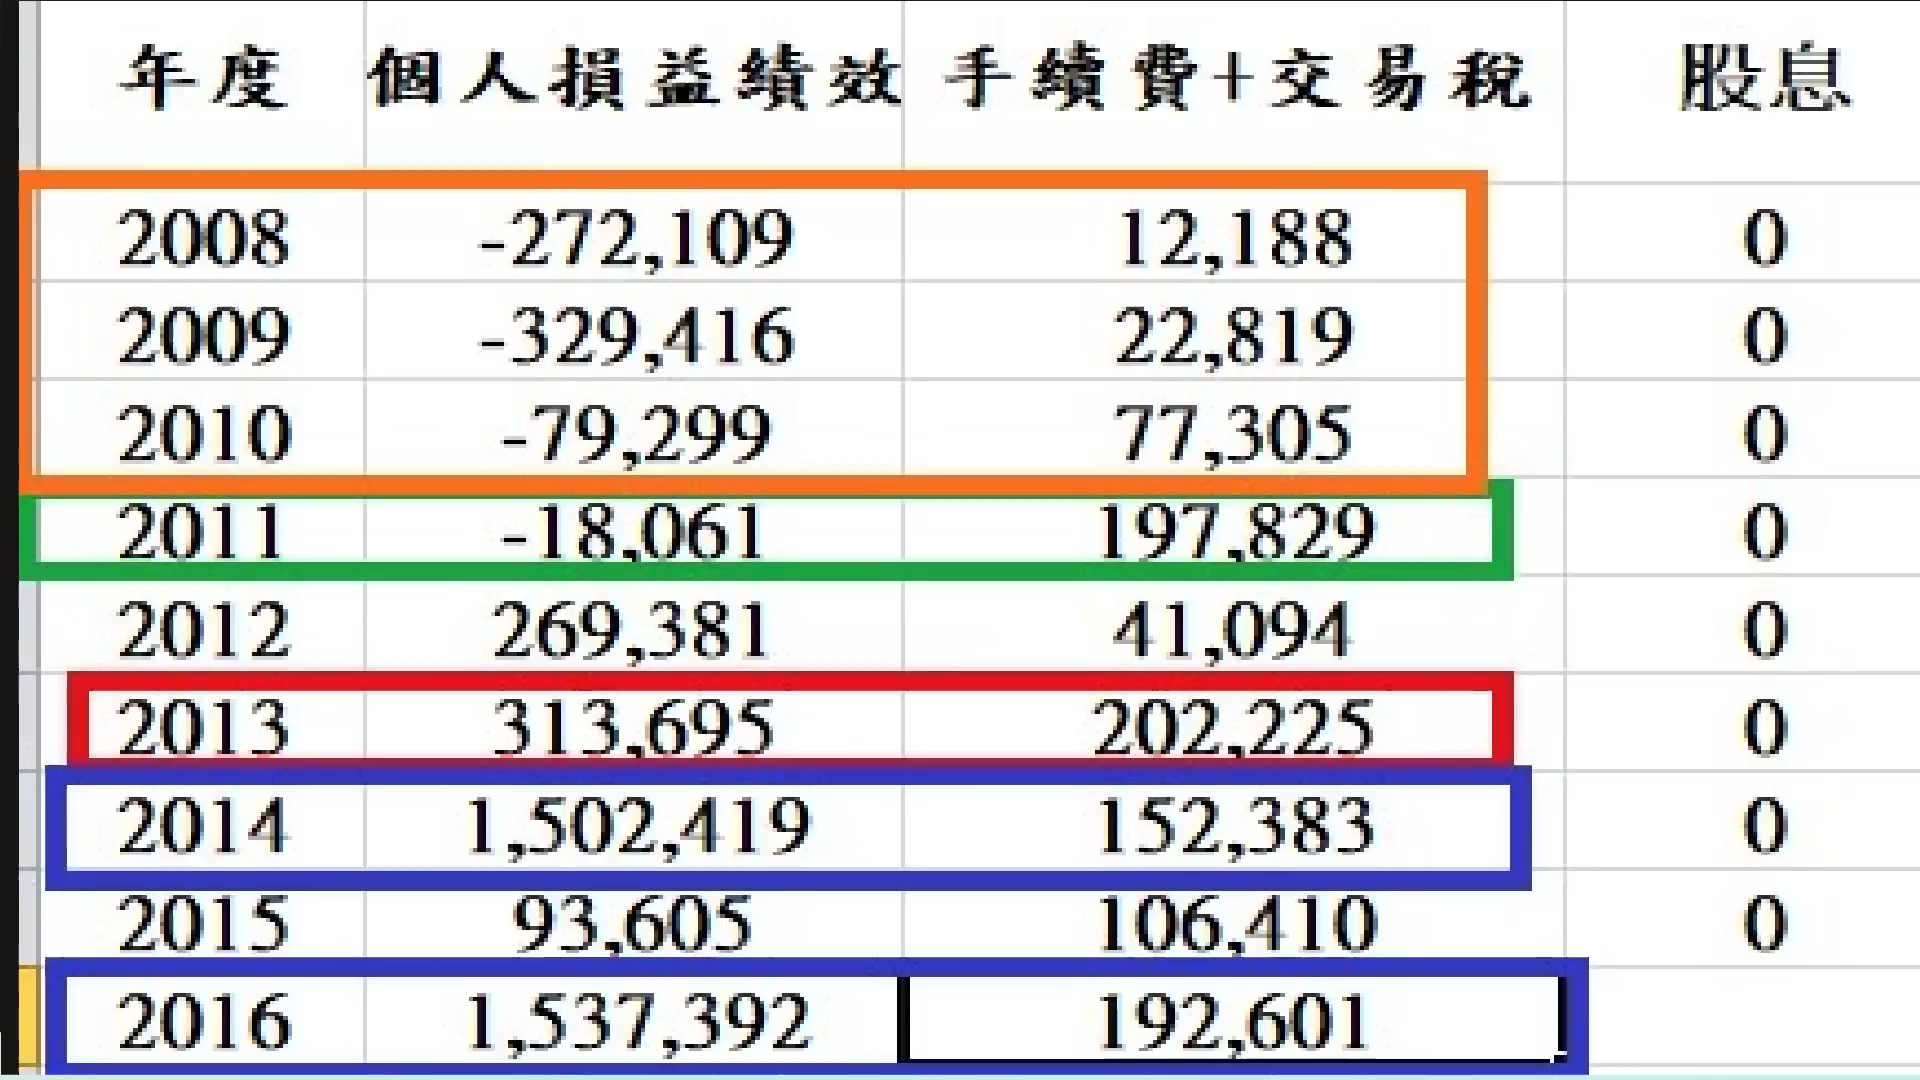 年度 個人損益績效 手續費+交易稅 股息
2008 -272,109 12,188 0
2009 -329,416 22,819 0
2010 -79,299 77,305 0
2011 -18,061 197,829 0
2012 269,381 41,094 0
2013 313,695 202,225 0
2014 1,502,419 152,383 0
2015 93,605 106,410 0
2016 1,537,392 192,601